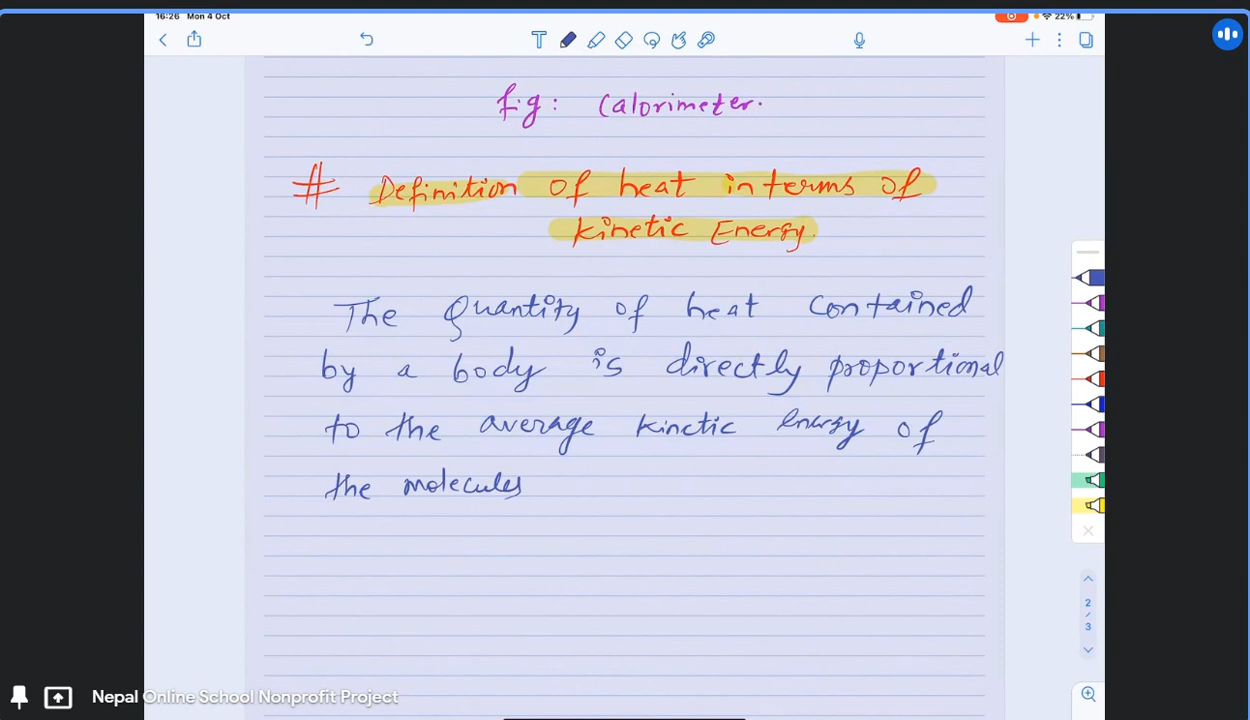 16:26 Mon 4 Oct
22%
fig: Calorimeter.
# Definition of heat in terms of
kinetic Energy.
The Quantity of heat contained
by a body is directly proportional
to the average kinetic energy of
the molecules
2
/
3
Nepal Online School Nonprofit Project